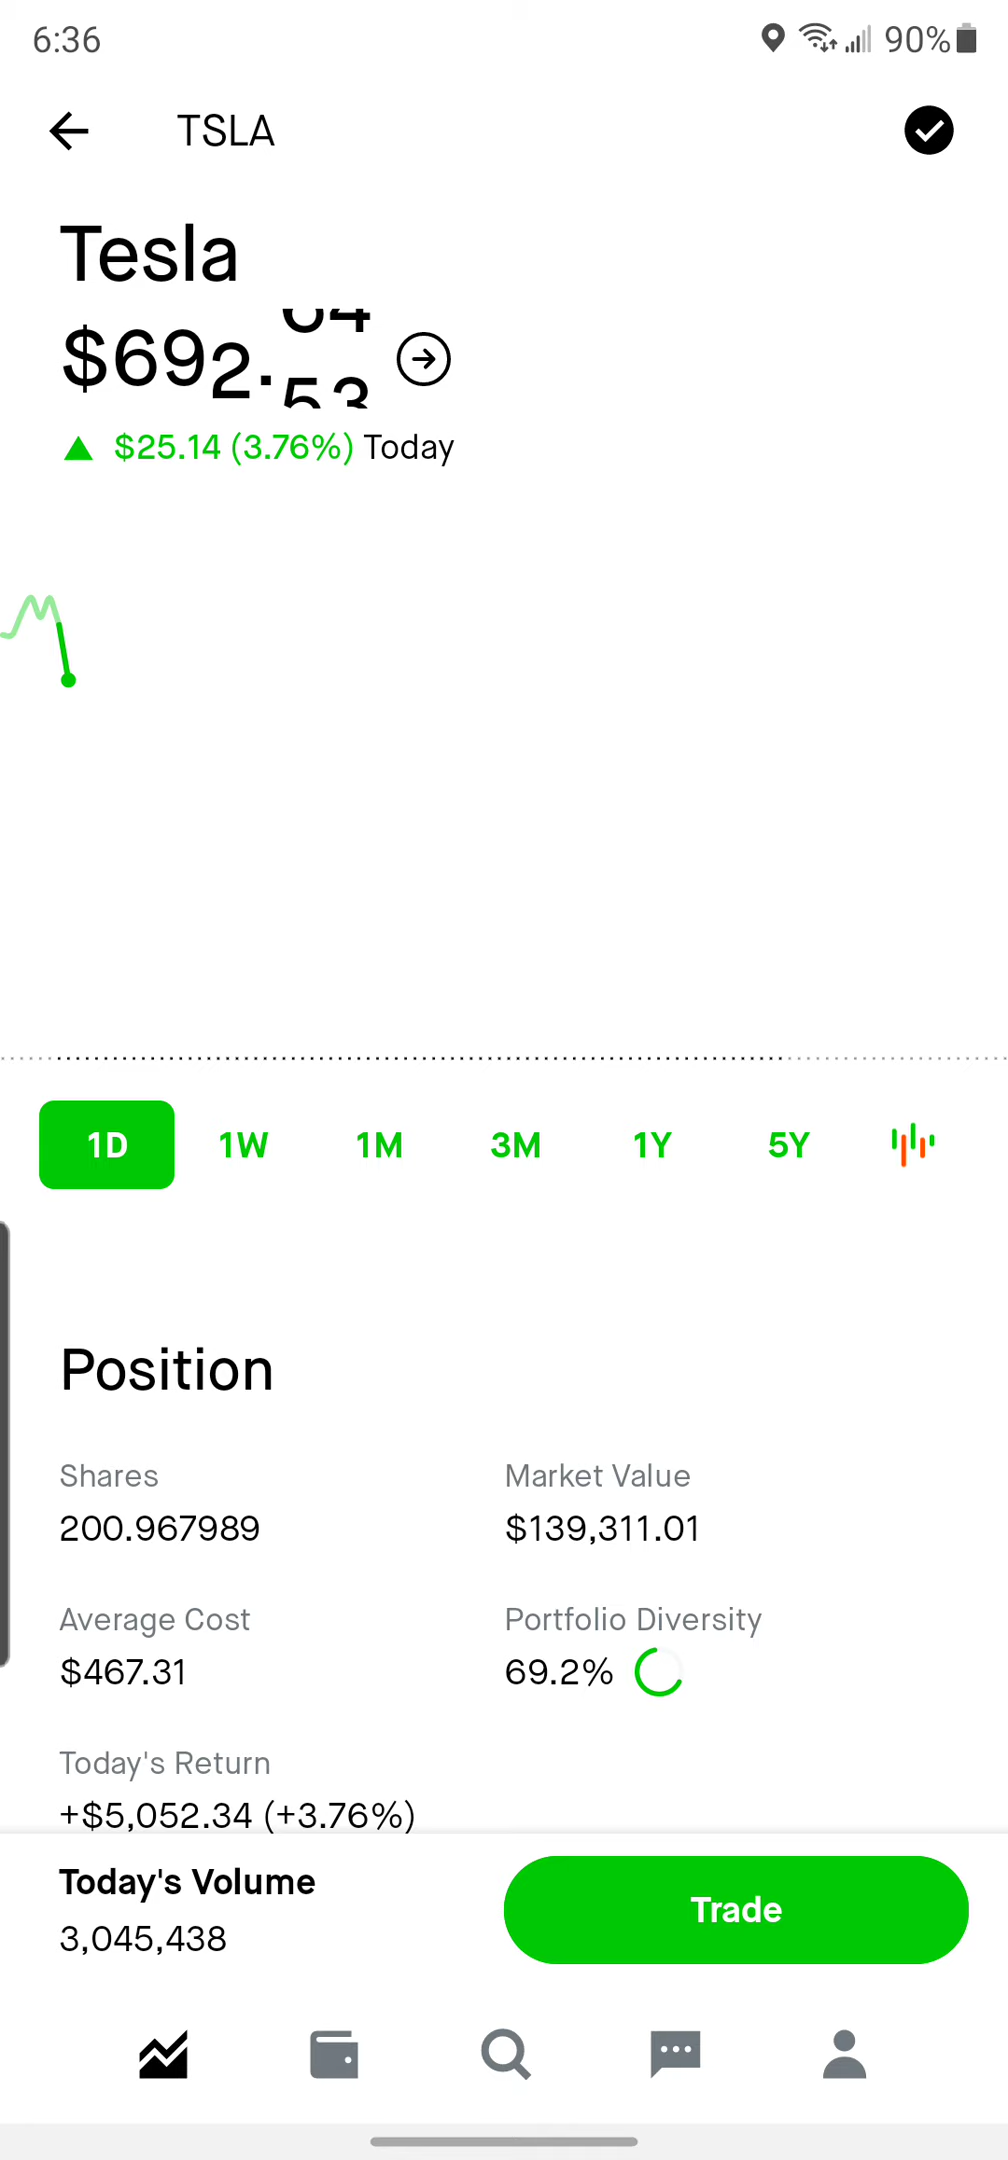 6:36 90%
TSLA
Tesla
$692.
$25.14 (3.76%) Today
1D 1W 1M 3M 1Y 5Y
Position
Shares Market Value
200.967989 $139,311.01
Average Cost Portfolio Diversity
$467.31 69.2%
Today's Return
+$5,052.34 (+3.76%)
Today's Volume
3,045,438
Trade